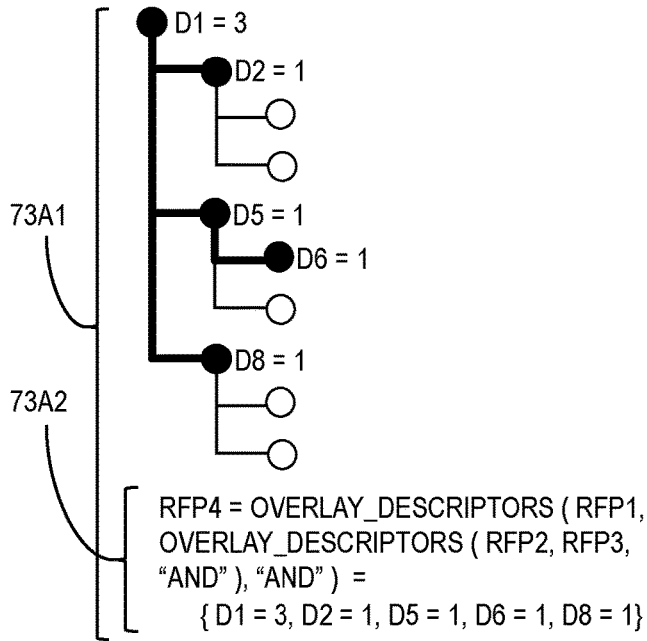 D1 = 3
D2 = 1
73A1
D5 = 1
D6 = 1
D8 = 1
73A2
RFP4 = OVERLAY_DESCRIPTORS ( RFP1,
OVERLAY_DESCRIPTORS ( RFP2, RFP3,
“AND” ), “AND” ) =
{ D1 = 3, D2 = 1, D5 = 1, D6 = 1, D8 = 1}